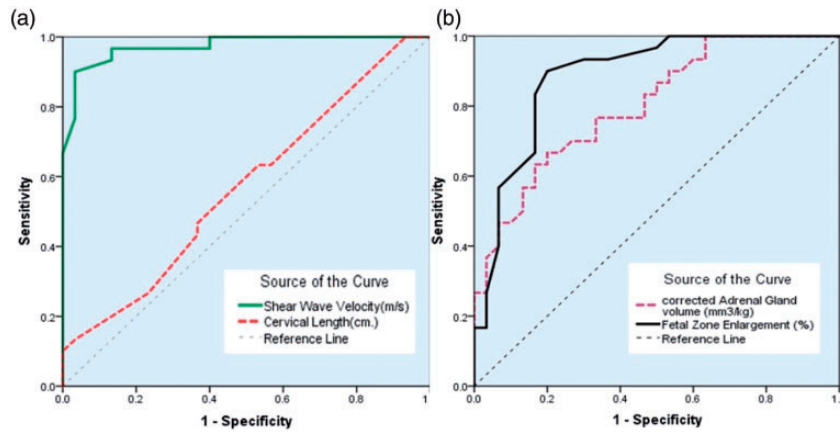 (a)
1.0
0.8
0.6
0.4
0.2
0.0
Sensitivity
0.0
0.2
0.4
0.6
0.8
1
1 - Specificity
Source of the Curve
Shear Wave Velocity(m/s)
Cervical Length(cm.)
Reference Line
(b)
1.0
0.8
0.6
0.4
0.2
0.0
Sensitivity
0.0
0.2
0.4
0.6
0.8
1.
1 - Specificity
Source of the Curve
corrected Adrenal Gland
volume (mm3/kg)
Fetal Zone Enlargement (%)
Reference Line